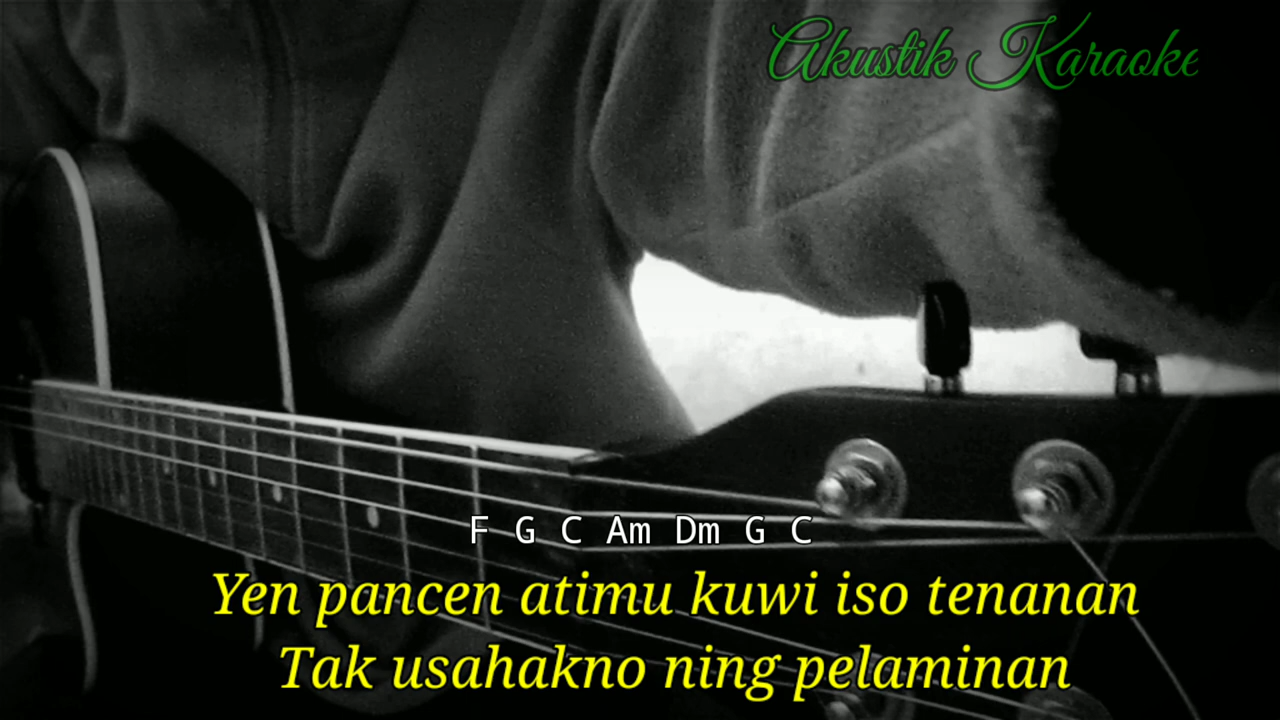 Akustik Karaoke
F G C Am Dm G C
Yen pancen atimu kuwi iso tenanan
Tak usahakno ning pelaminan